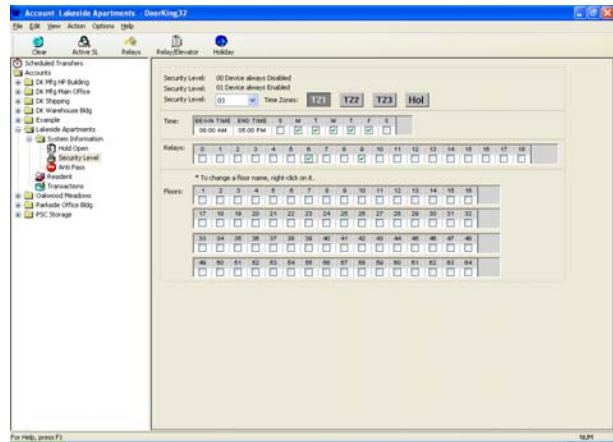 Account Lakeside Apartments - DoorKing32
File Edit View Action Options Help
Clear Active SL Relays Relay/Elevator Holiday
Scheduled Transfers
Accounts
DK Mfg HP Building
DK Mfg Main Office
DK Shipping
DK Warehouse Bldg
Example
Lakeside Apartments
System Information
Hold Open
Security Level
Anti Pass
Resident
Transactions
Oakwood Meadows
Parkside Office Bldg
PSC Storage
Security Level: 00 Device always Disabled
Security Level: 01 Device always Enabled
Security Level: 03 Time Zones: TZ1 TZ2 TZ3 Hol
Time: BEGIN TIME END TIME S M T W T F S
06:00 PM
Relays: 0 1 2 3 4 5 6 7 8 9 10 11 12 13 14 15 16 17 18
* To change a floor name, right-click on it.
Floors: 1 2 3 4 5 6 7 8 9 10 11 12 13 14 15 16
17 18 19 20 21 22 23 24 25 26 27 28 29 30 31 32
33 34 35 36 37 38 39 40 41 42 43 44 45 46 47 48
49 50 51 52 53 54 55 56 57 58 59 60 61 62 63 64
For Help, press F1
NUM